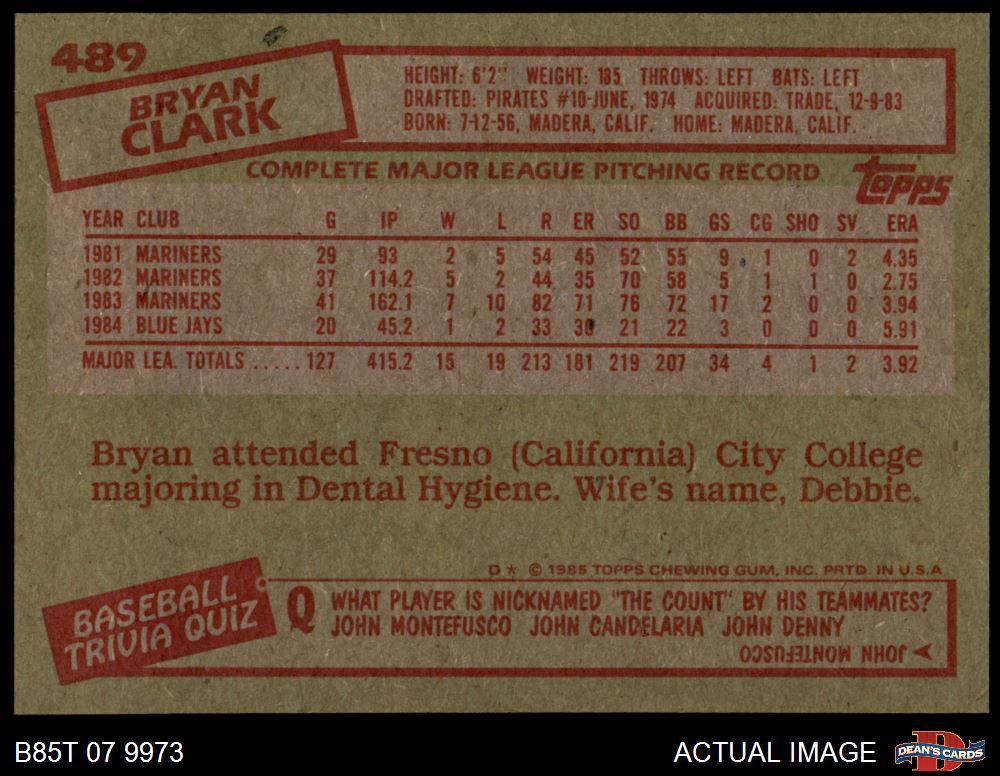 489
BRYAN
CLARK
HEIGHT: 6'2" WEIGHT: 185 THROWS: LEFT BATS: LEFT
DRAFTED: PIRATES #10-JUNE, 1974 ACQUIRED: TRADE, 12-9-83
BORN: 7-12-56, MADERA, CALIF. HOME: MADERA, CALIF.
COMPLETE MAJOR LEAGUE PITCHING RECORD
TOPPS
YEAR CLUB G IP W L R ER SO BB GS CG SHO SV ERA
1981 MARINERS 29 93 2 5 54 45 52 55 9 1 0 2 4.35
1982 MARINERS 37 114.2 5 2 44 35 70 58 5 1 1 0 2.75
1983 MARINERS 41 162.1 7 10 82 71 76 72 17 2 0 0 3.94
1984 BLUE JAYS 20 45.2 1 2 33 30 21 22 3 0 0 0 5.91
MAJOR LEA. TOTALS ..... 127 415.2 15 19 213 181 219 207 34 4 1 2 3.92
Bryan attended Fresno (California) City College
majoring in Dental Hygiene. Wife's name, Debbie.
D * © 1985 TOPPS CHEWING GUM, INC. PRTD. IN U.S.A
BASEBALL
TRIVIA QUIZ
Q WHAT PLAYER IS NICKNAMED "THE COUNT" BY HIS TEAMMATES?
JOHN MONTEFUSCO JOHN CANDELARIA JOHN DENNY
JOHN MONTEFUSCO
B85T 07 9973
ACTUAL IMAGE
D
DEAN'S CARDS